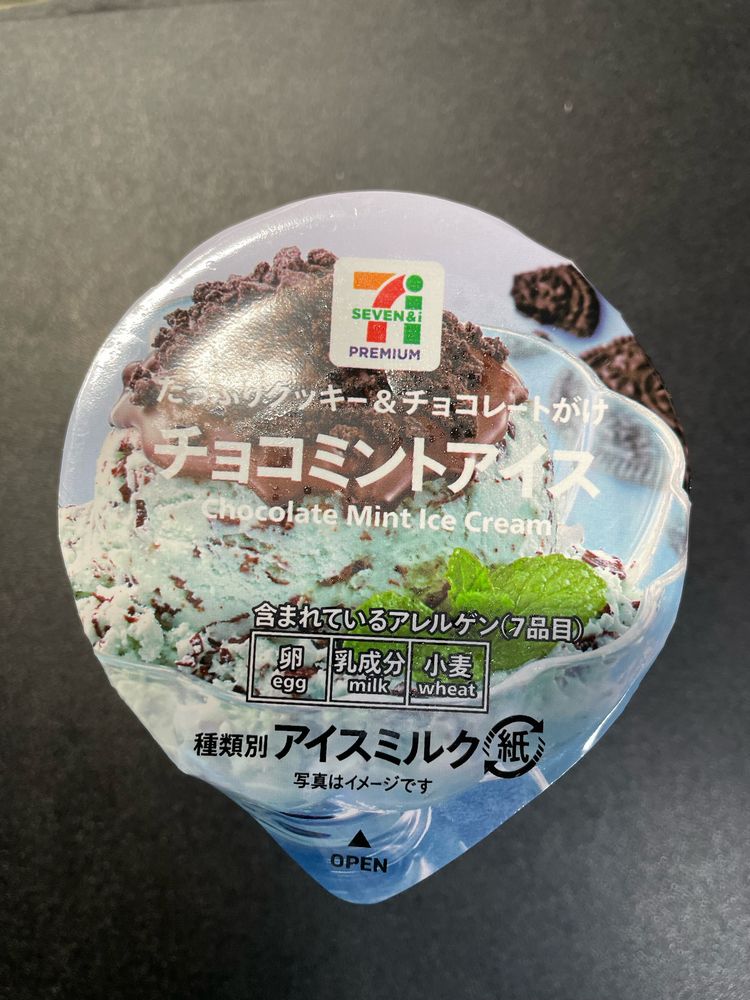 SEVEN&i
PREMIUM
たっぷりクッキー&チョコレートがけ
チョコミントアイス
Chocolate Mint Ice Cream
含まれているアレルゲン(7品目)
卵 乳成分 小麦
egg milk wheat
種類別 アイスミルク 紙
写真はイメージです
▲
OPEN